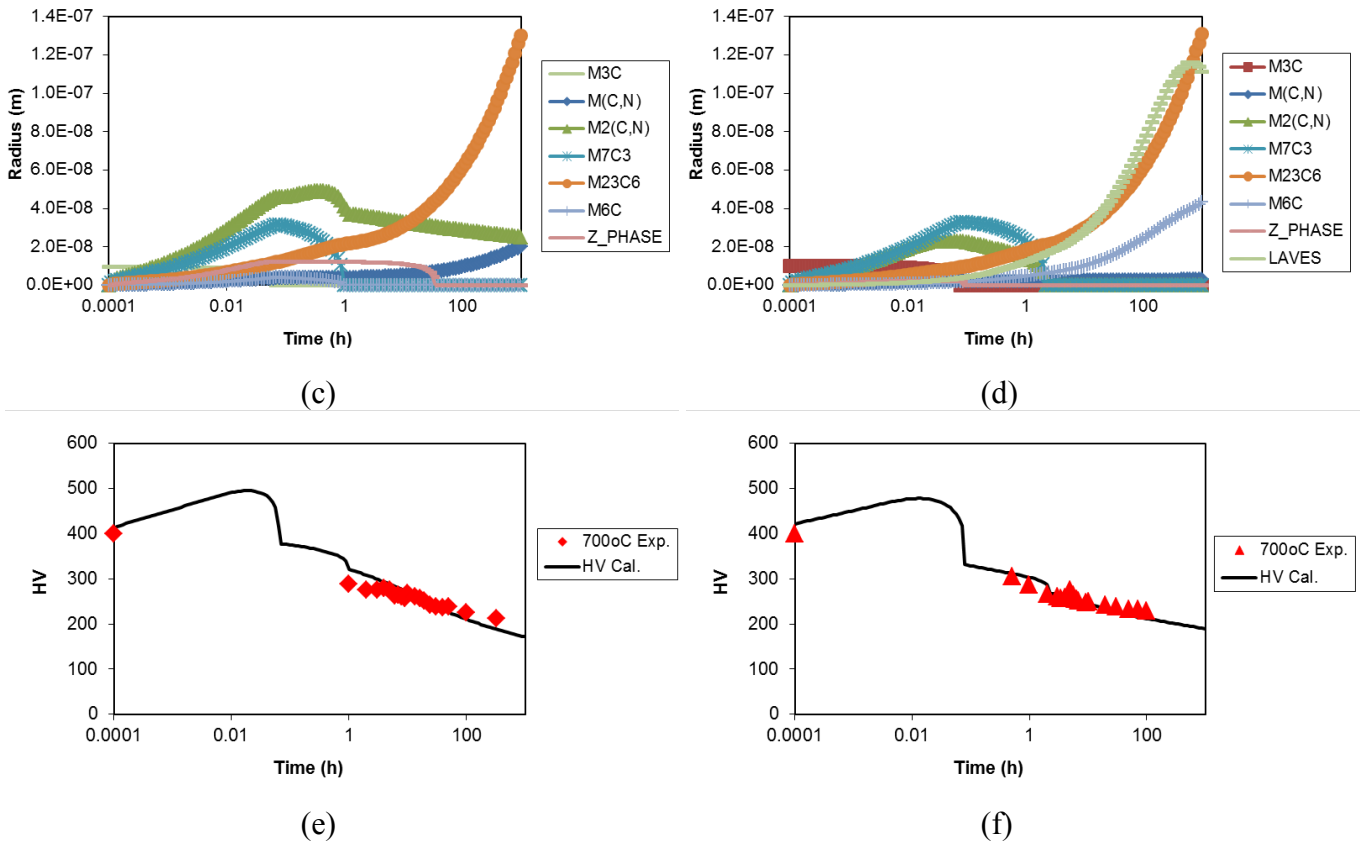 1.4E-07
1.2E-07
1.0E-07
8.0E-08
6.0E-08
4.0E-08
2.0E-08
0.0E+00
Radius (m)
0.0001
0.01
1
100
Time (h)
M3C
M(C,N)
M2(C,N)
M7C3
M23C6
M6C
Z_PHASE
(c)
1.4E-07
1.2E-07
1.0E-07
8.0E-08
6.0E-08
4.0E-08
2.0E-08
0.0E+00
Radius (m)
0.0001
0.01
1
100
Time (h)
M3C
M(C,N)
M2(C,N)
M7C3
M23C6
M6C
Z_PHASE
LAVES
(d)
600
500
400
300
200
100
0
HV
0.0001
0.01
1
100
Time (h)
700oC Exp.
HV Cal.
(e)
600
500
400
300
200
100
0
HV
0.0001
0.01
1
100
Time (h)
700oC Exp.
HV Cal.
(f)